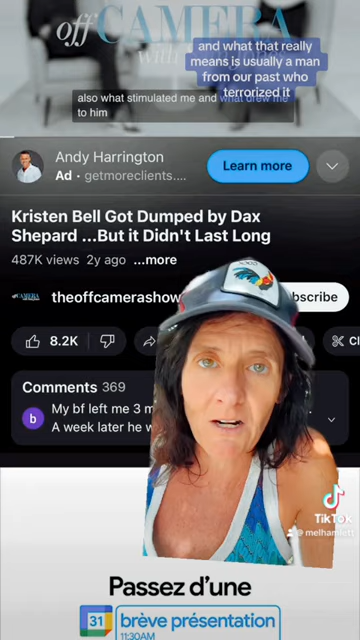 off CAMERA
with
and what that really
means is usually a man
from our past who
terrorized it
also what stimulated me and what drew me
to him
Andy Harrington
Learn more
Ad · getmoreclients....
Kristen Bell Got Dumped by Dax
Shepard ...But it Didn't Last Long
487K views 2y ago ...more
offCAMERA
theoffcamerashow
bscribe
8.2K
Comments 369
b
My bf left me 3 m
A week later he w
TikTok
@ melhamlett
Passez d'une
31
brève présentation
11:30AM